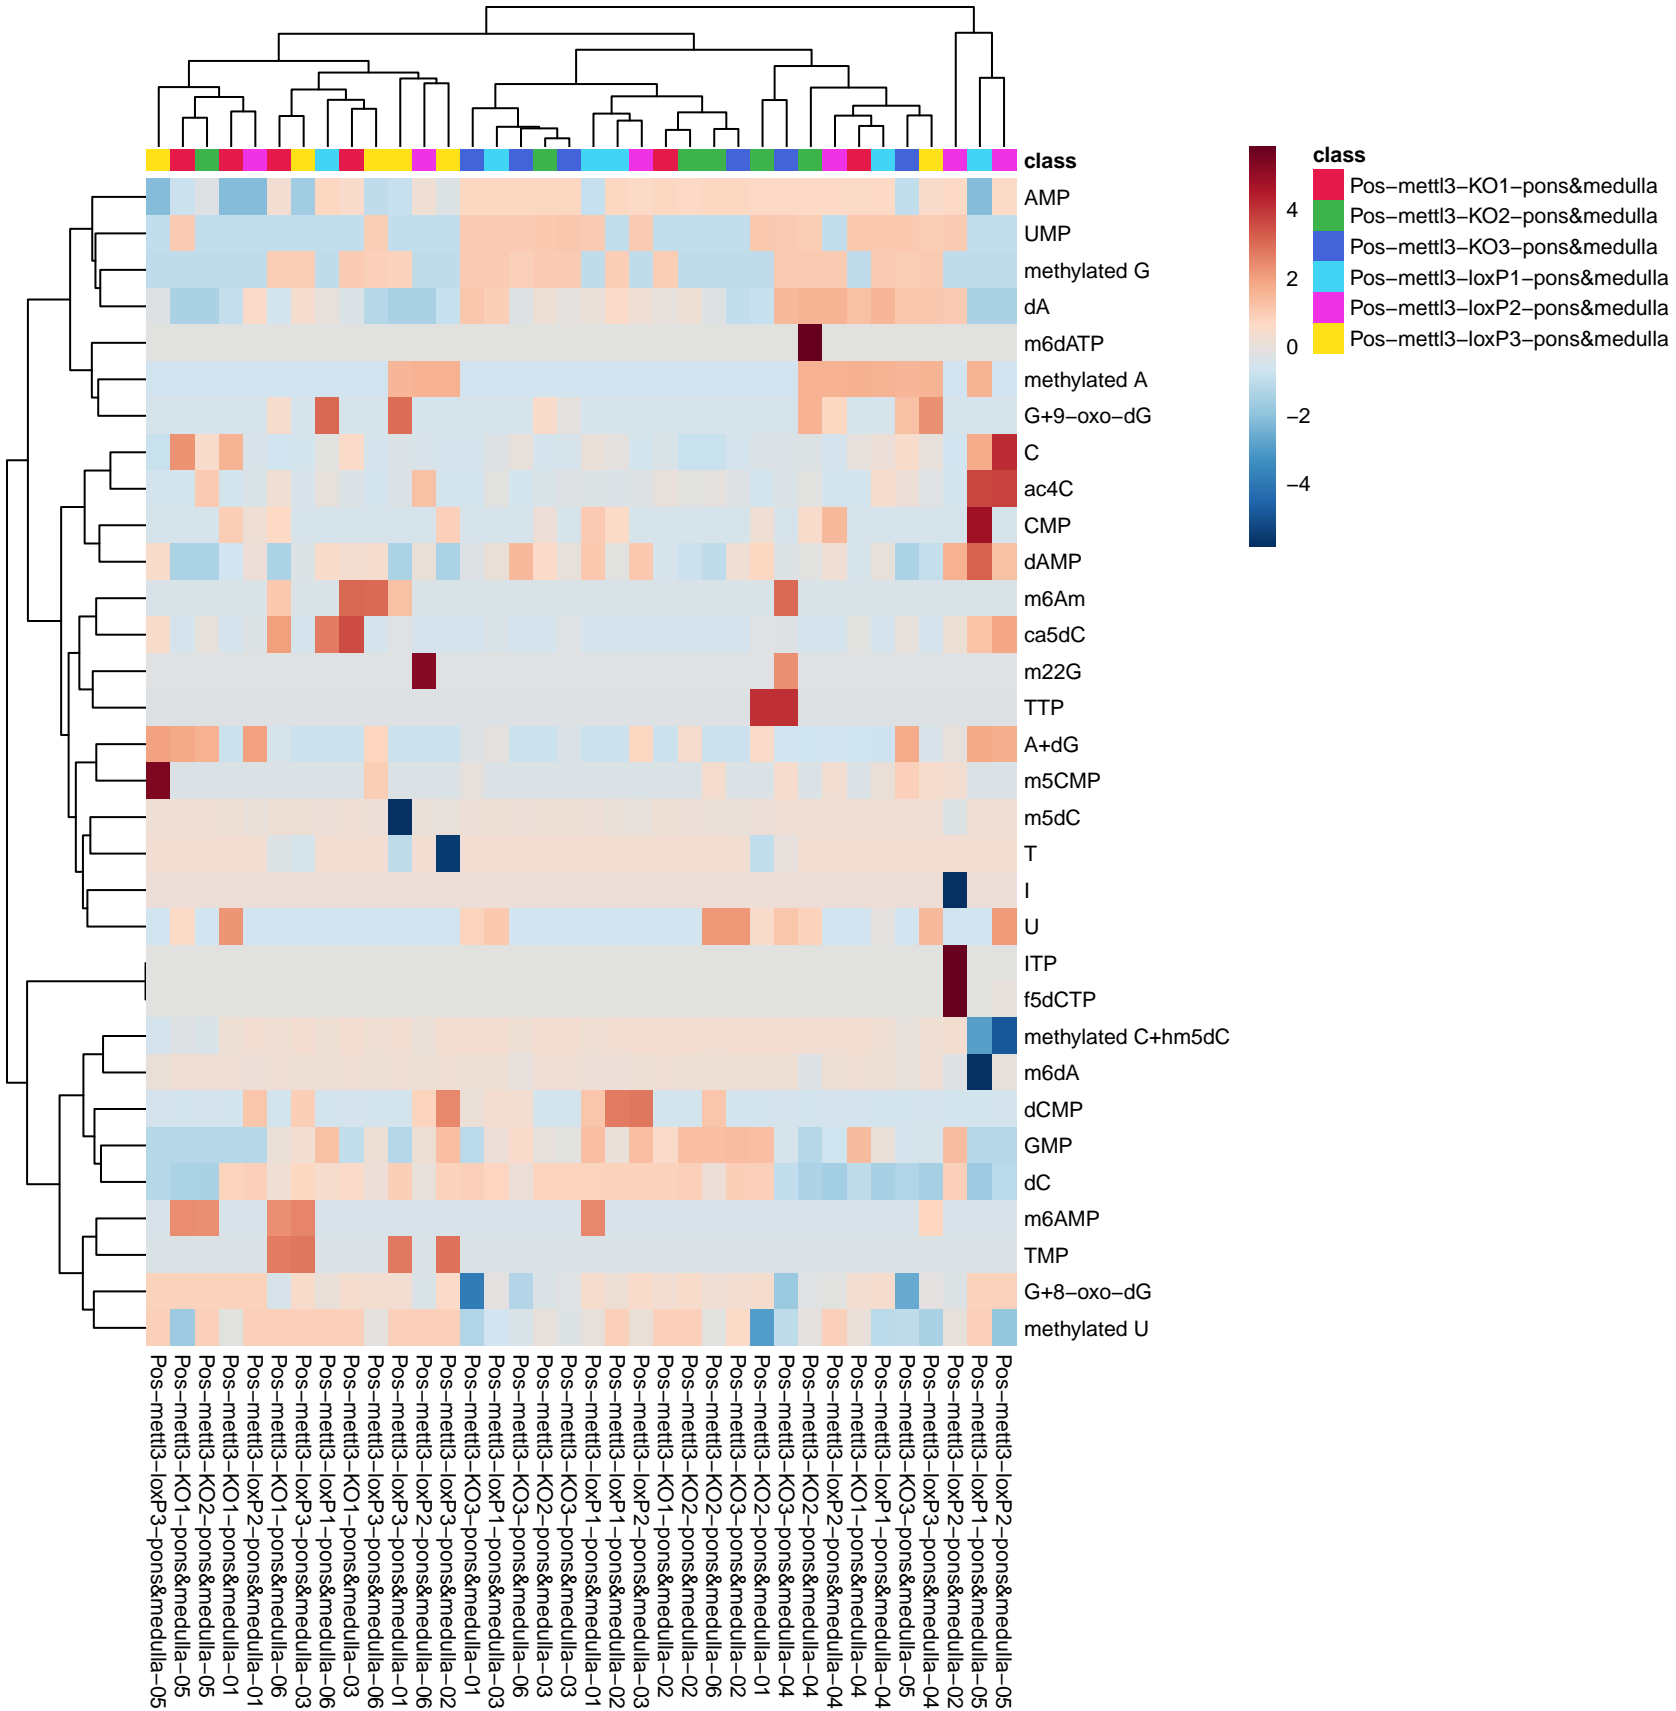 class
AMP
UMP
methylated G
dA
m6dATP
methylated A
G+9−oxo−dG
C
ac4C
CMP
dAMP
m6Am
ca5dC
m22G
TTP
A+dG
m5CMP
m5dC
T
I
U
ITP
f5dCTP
methylated C+hm5dC
m6dA
dCMP
GMP
dC
m6AMP
TMP
G+8−oxo−dG
methylated U
4
2
0
−2
−4
class
Pos−mettl3−KO1−pons&medulla
Pos−mettl3−KO2−pons&medulla
Pos−mettl3−KO3−pons&medulla
Pos−mettl3−loxP1−pons&medulla
Pos−mettl3−loxP2−pons&medulla
Pos−mettl3−loxP3−pons&medulla
Pos−mettl3−loxP3−pons&medulla−05
Pos−mettl3−KO1−pons&medulla−05
Pos−mettl3−KO2−pons&medulla−05
Pos−mettl3−KO1−pons&medulla−01
Pos−mettl3−loxP2−pons&medulla−01
Pos−mettl3−KO1−pons&medulla−06
Pos−mettl3−loxP3−pons&medulla−03
Pos−mettl3−loxP1−pons&medulla−06
Pos−mettl3−KO1−pons&medulla−03
Pos−mettl3−loxP3−pons&medulla−06
Pos−mettl3−loxP3−pons&medulla−01
Pos−mettl3−loxP2−pons&medulla−06
Pos−mettl3−loxP3−pons&medulla−02
Pos−mettl3−KO3−pons&medulla−01
Pos−mettl3−loxP1−pons&medulla−03
Pos−mettl3−KO3−pons&medulla−06
Pos−mettl3−KO2−pons&medulla−03
Pos−mettl3−KO3−pons&medulla−03
Pos−mettl3−loxP1−pons&medulla−01
Pos−mettl3−loxP1−pons&medulla−02
Pos−mettl3−loxP2−pons&medulla−03
Pos−mettl3−KO1−pons&medulla−02
Pos−mettl3−KO2−pons&medulla−02
Pos−mettl3−KO2−pons&medulla−06
Pos−mettl3−KO3−pons&medulla−02
Pos−mettl3−KO2−pons&medulla−01
Pos−mettl3−KO3−pons&medulla−04
Pos−mettl3−KO2−pons&medulla−04
Pos−mettl3−loxP2−pons&medulla−04
Pos−mettl3−KO1−pons&medulla−04
Pos−mettl3−loxP1−pons&medulla−04
Pos−mettl3−KO3−pons&medulla−05
Pos−mettl3−loxP3−pons&medulla−04
Pos−mettl3−loxP2−pons&medulla−02
Pos−mettl3−loxP1−pons&medulla−05
Pos−mettl3−loxP2−pons&medulla−05